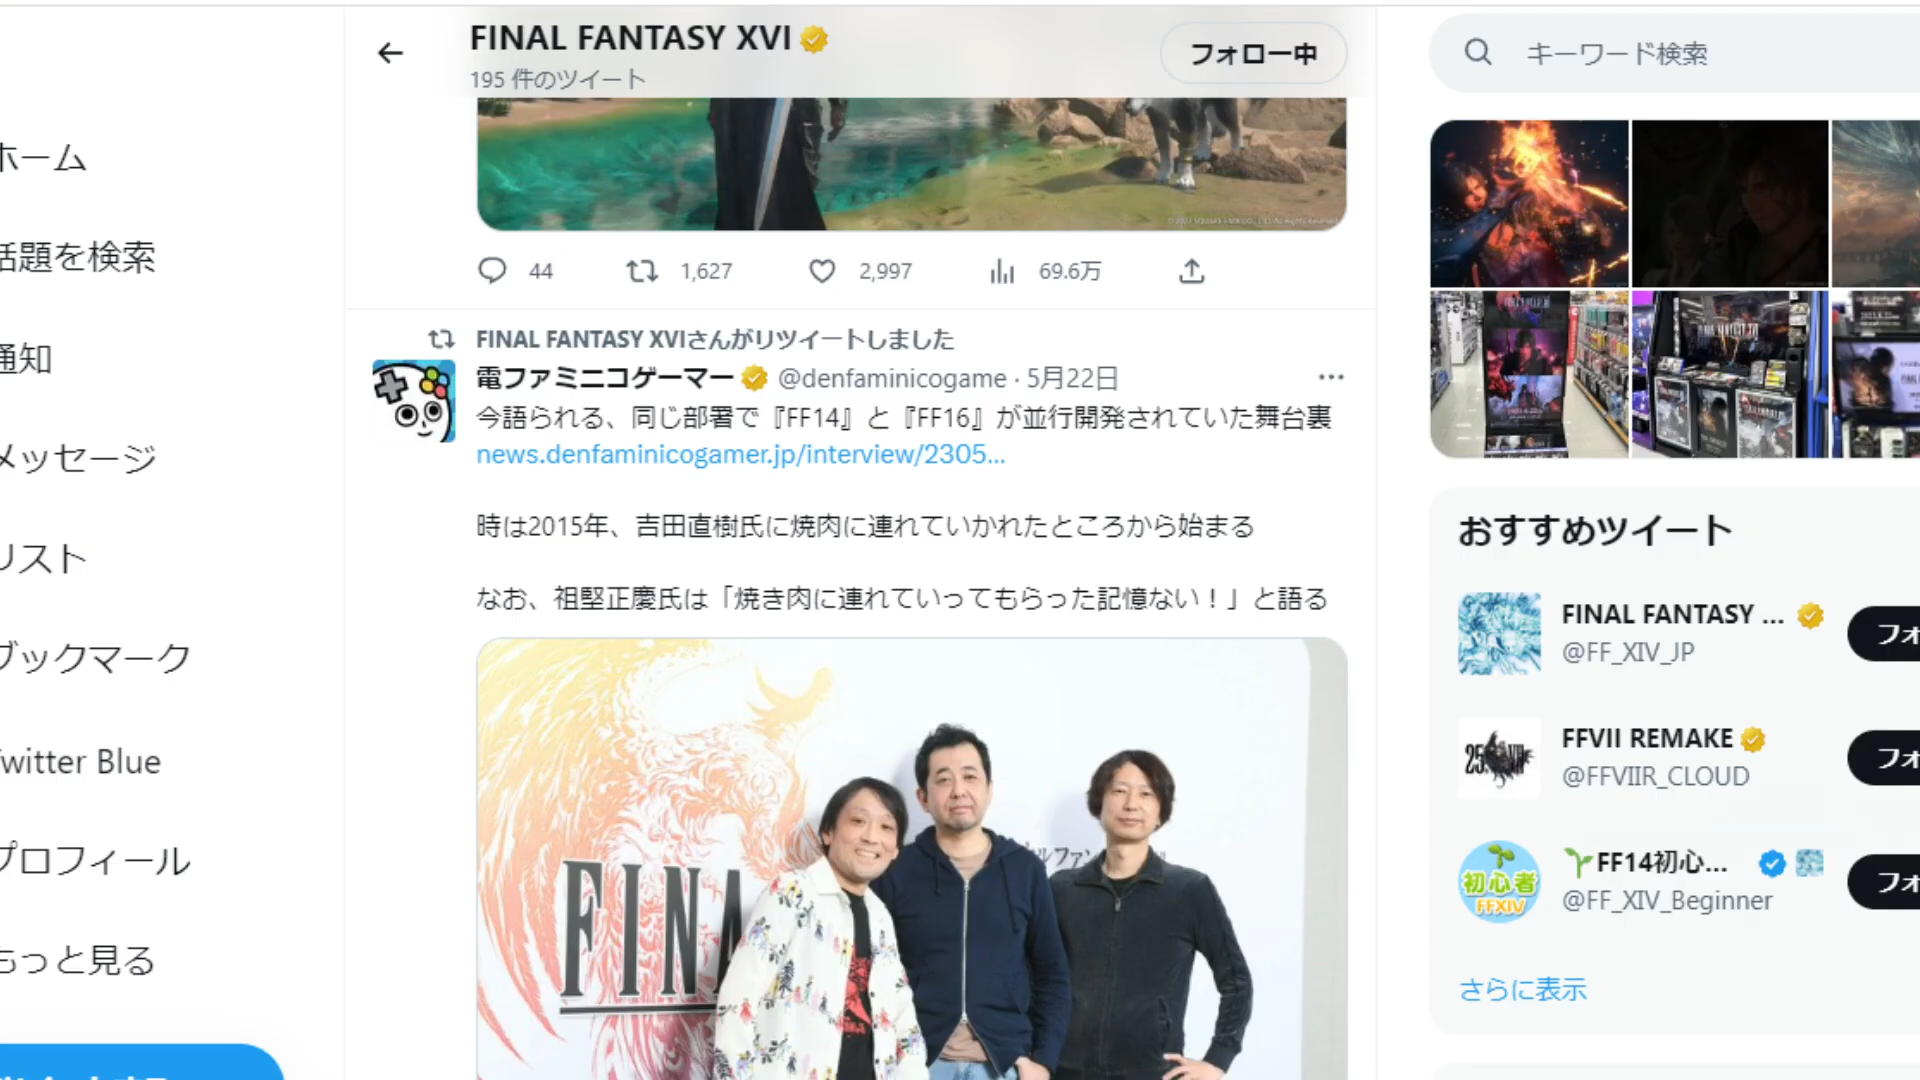 FINAL FANTASY XVI
195 件のツイート
フォロー中
キーワード検索
ホーム
話題を検索
通知
メッセージ
リスト
ブックマーク
Twitter Blue
プロフィール
もっと見る
44
1,627
2,997
69.6万
FINAL FANTASY XVIさんがリツイートしました
電ファミニコゲーマー @denfaminicogame · 5月22日
今語られる、同じ部署で『FF14』と『FF16』が並行開発されていた舞台裏
news.denfaminicogamer.jp/interview/2305...
時は2015年、吉田直樹氏に焼肉に連れていかれたところから始まる
なお、祖堅正慶氏は「焼き肉に連れていってもらった記憶ない！」と語る
FINA
ルファン
おすすめツイート
FINAL FANTASY ...
@FF_XIV_JP
フォ
FFVII REMAKE
@FFVIIR_CLOUD
フォ
初心者
FFXIV
FF14初心...
@FF_XIV_Beginner
フォ
さらに表示